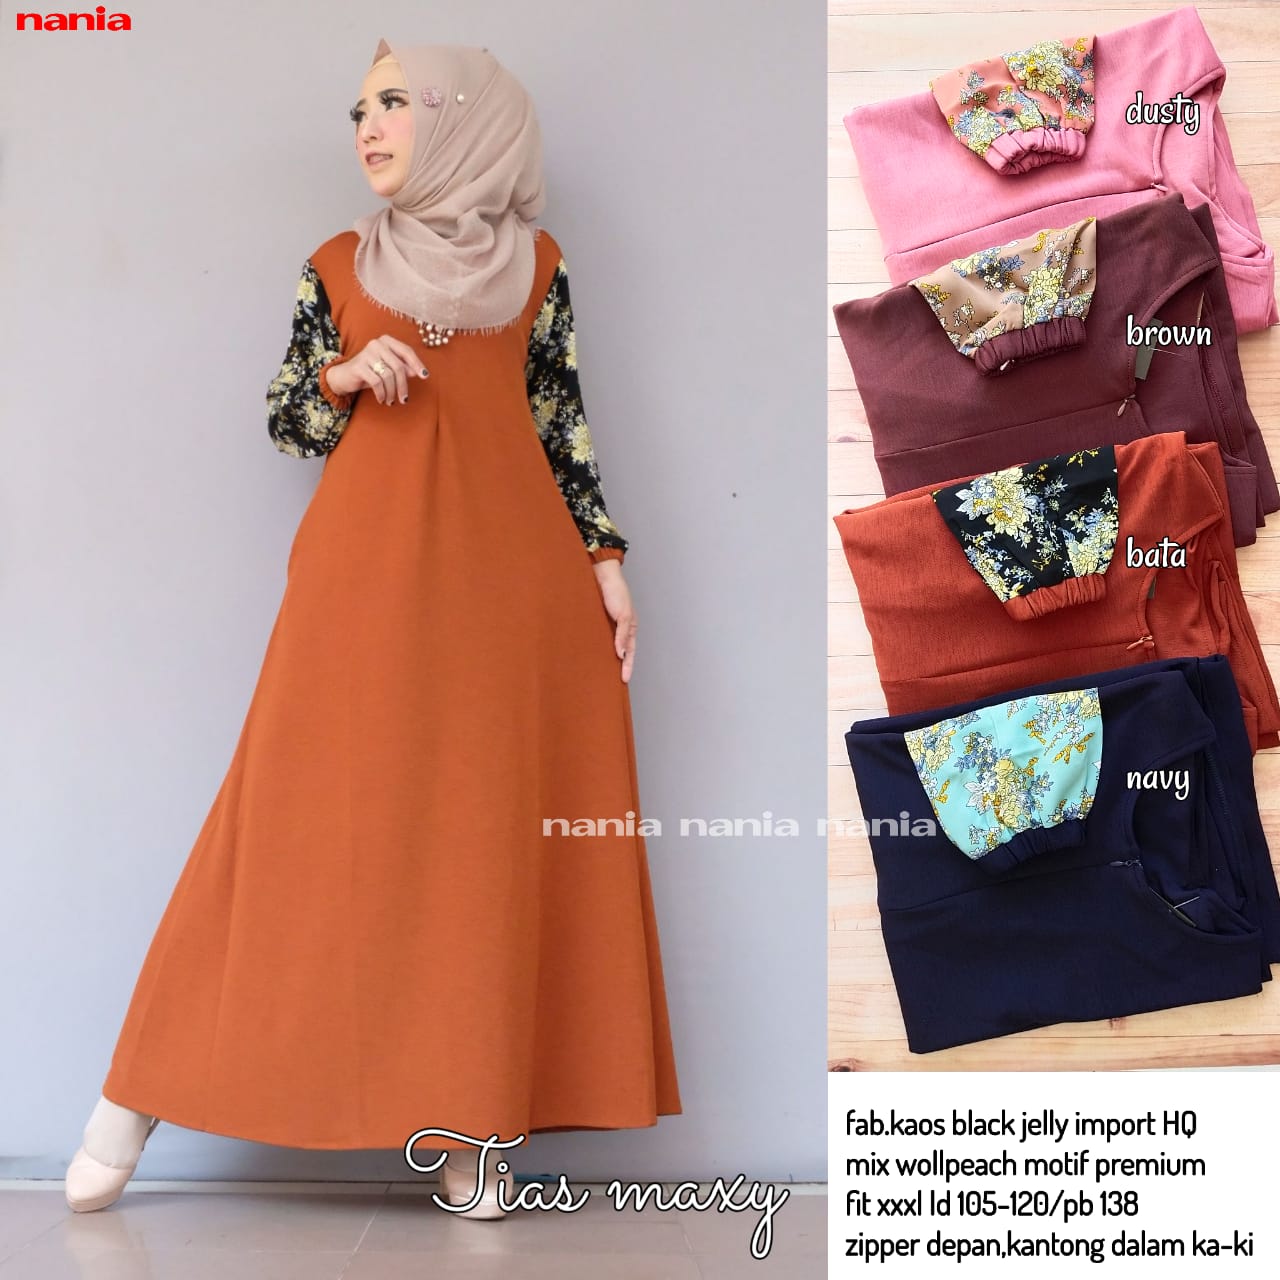 nania
dusty
brown
bata
navy
nania nania nania
Tias maxy
fab.kaos black jelly import HQ
mix wollpeach motif premium
fit xxxl ld 105-120/pb 138
zipper depan,kantong dalam ka-ki